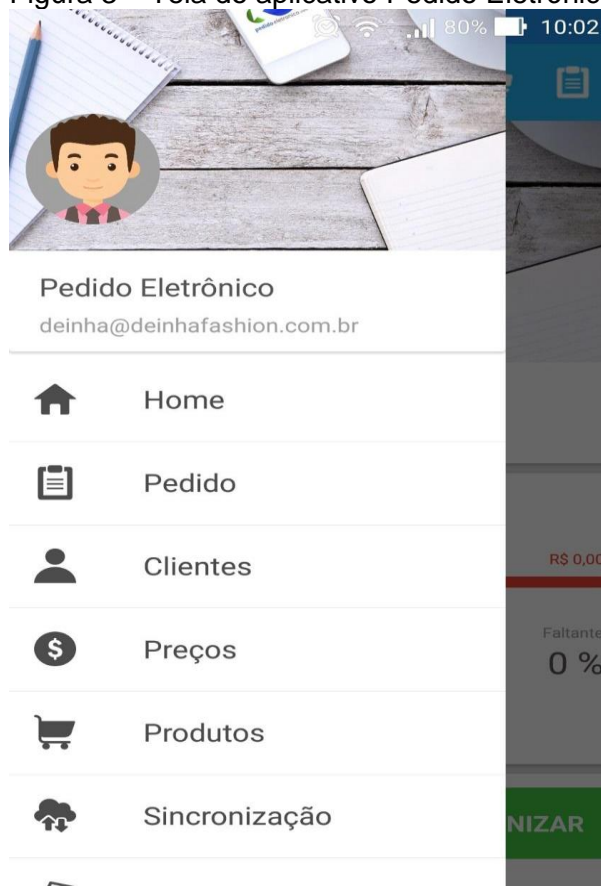 80% 10:02
Pedido Eletrônico
deinha@deinhafashion.com.br
Home
Pedido
Clientes
R$ 0,00
Preços
Faltante
0 %
Produtos
Sincronização
NIZAR